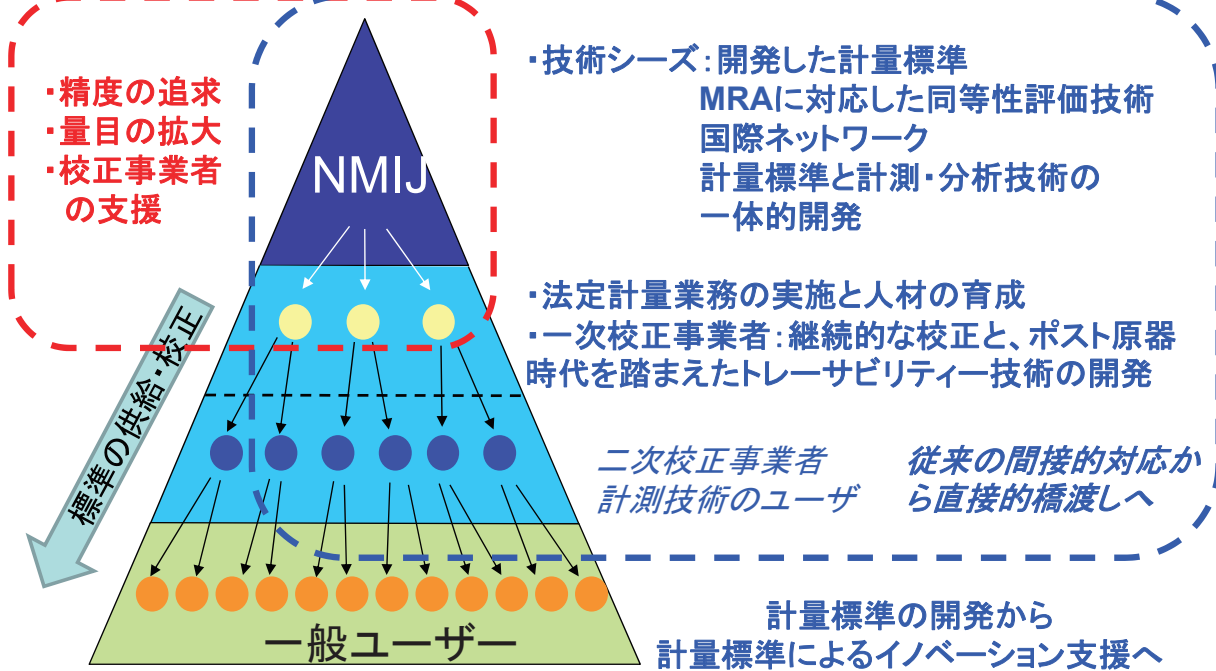 ・精度の追求
・量目の拡大
・校正事業者
の支援
NMIJ
・技術シーズ：開発した計量標準
MRAに対応した同等性評価技術
国際ネットワーク
計量標準と計測・分析技術の
一体的開発
・法定計量業務の実施と人材の育成
・一次校正事業者：継続的な校正と、ポスト原器
時代を踏まえたトレーサビリティー技術の開発
標準の供給・校正
二次校正事業者
計測技術のユーザ
従来の間接的対応か
ら直接的橋渡しへ
一般ユーザー
計量標準の開発から
計量標準によるイノベーション支援へ